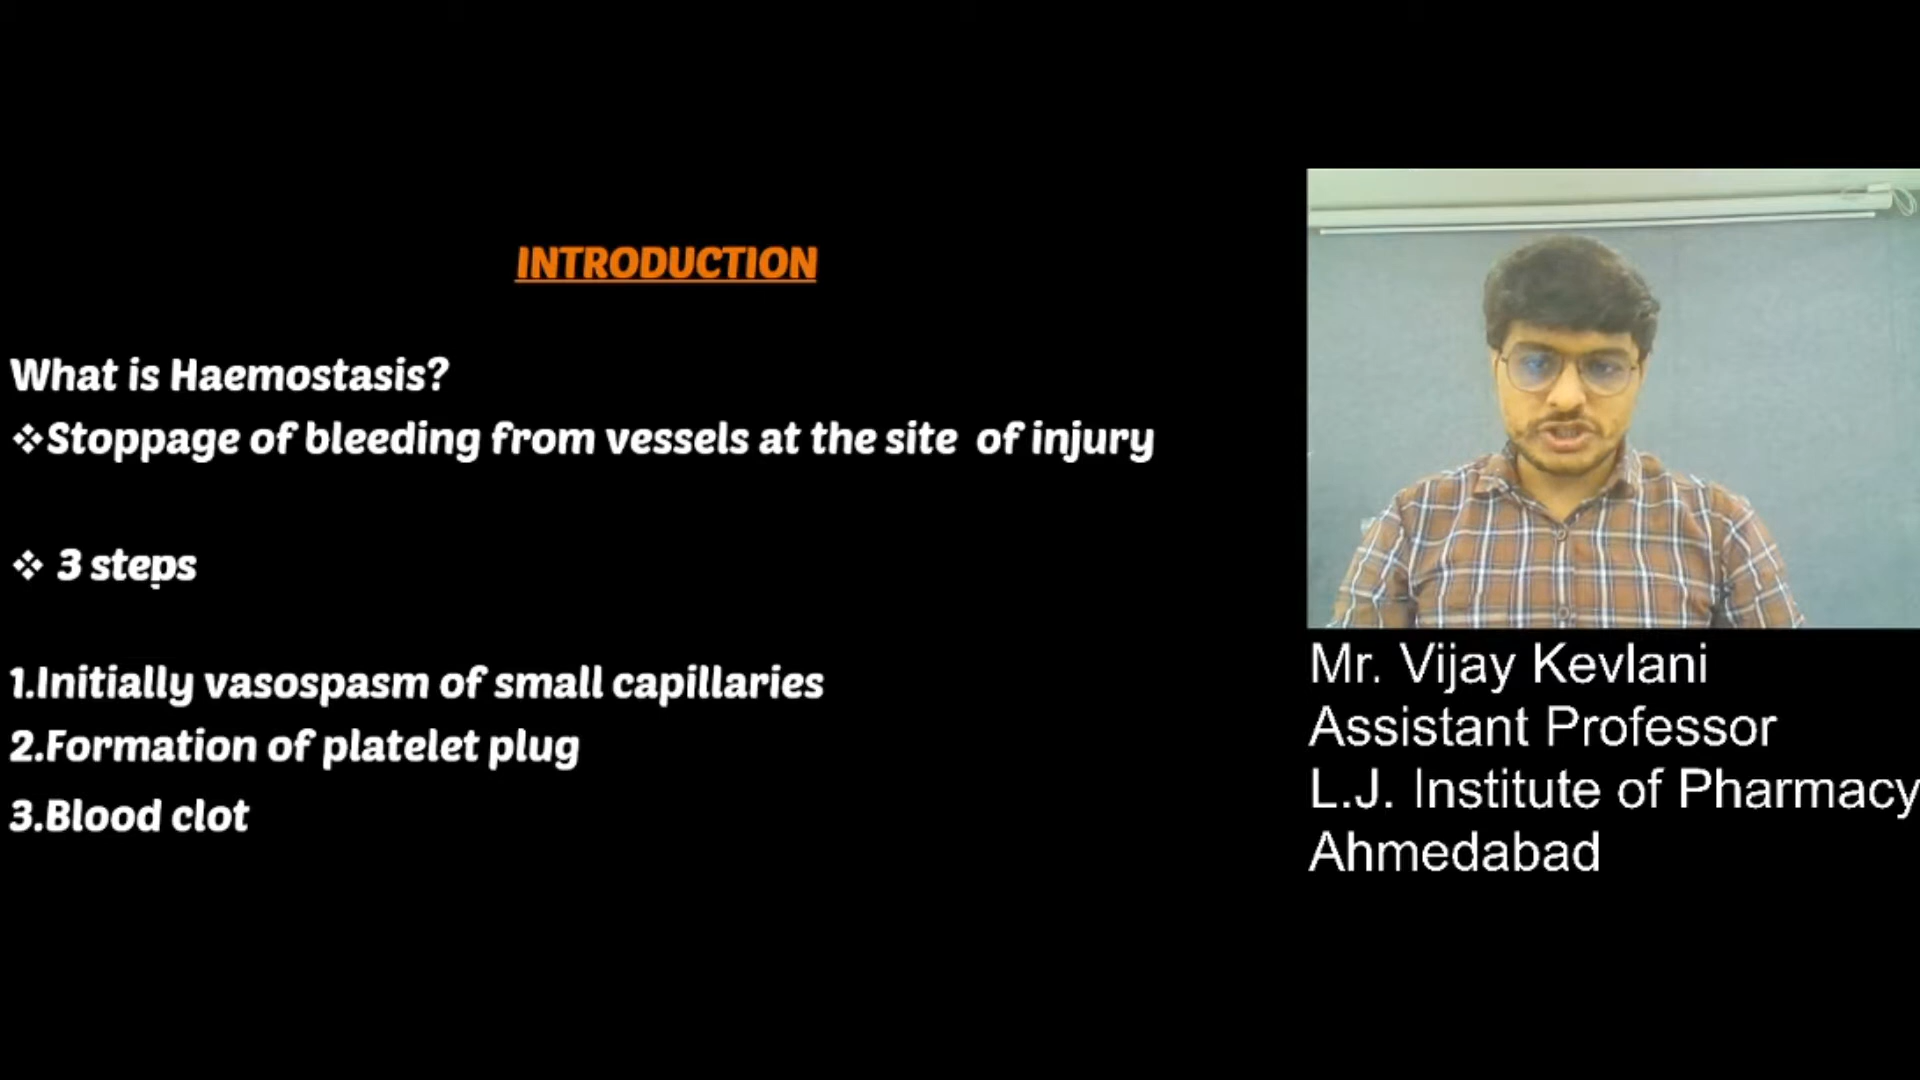 INTRODUCTION
What is Haemostasis?
❖Stoppage of bleeding from vessels at the site of injury
❖ 3 steps
1.Initially vasospasm of small capillaries
2.Formation of platelet plug
3.Blood clot
Mr. Vijay Kevlani
Assistant Professor
L.J. Institute of Pharmacy
Ahmedabad